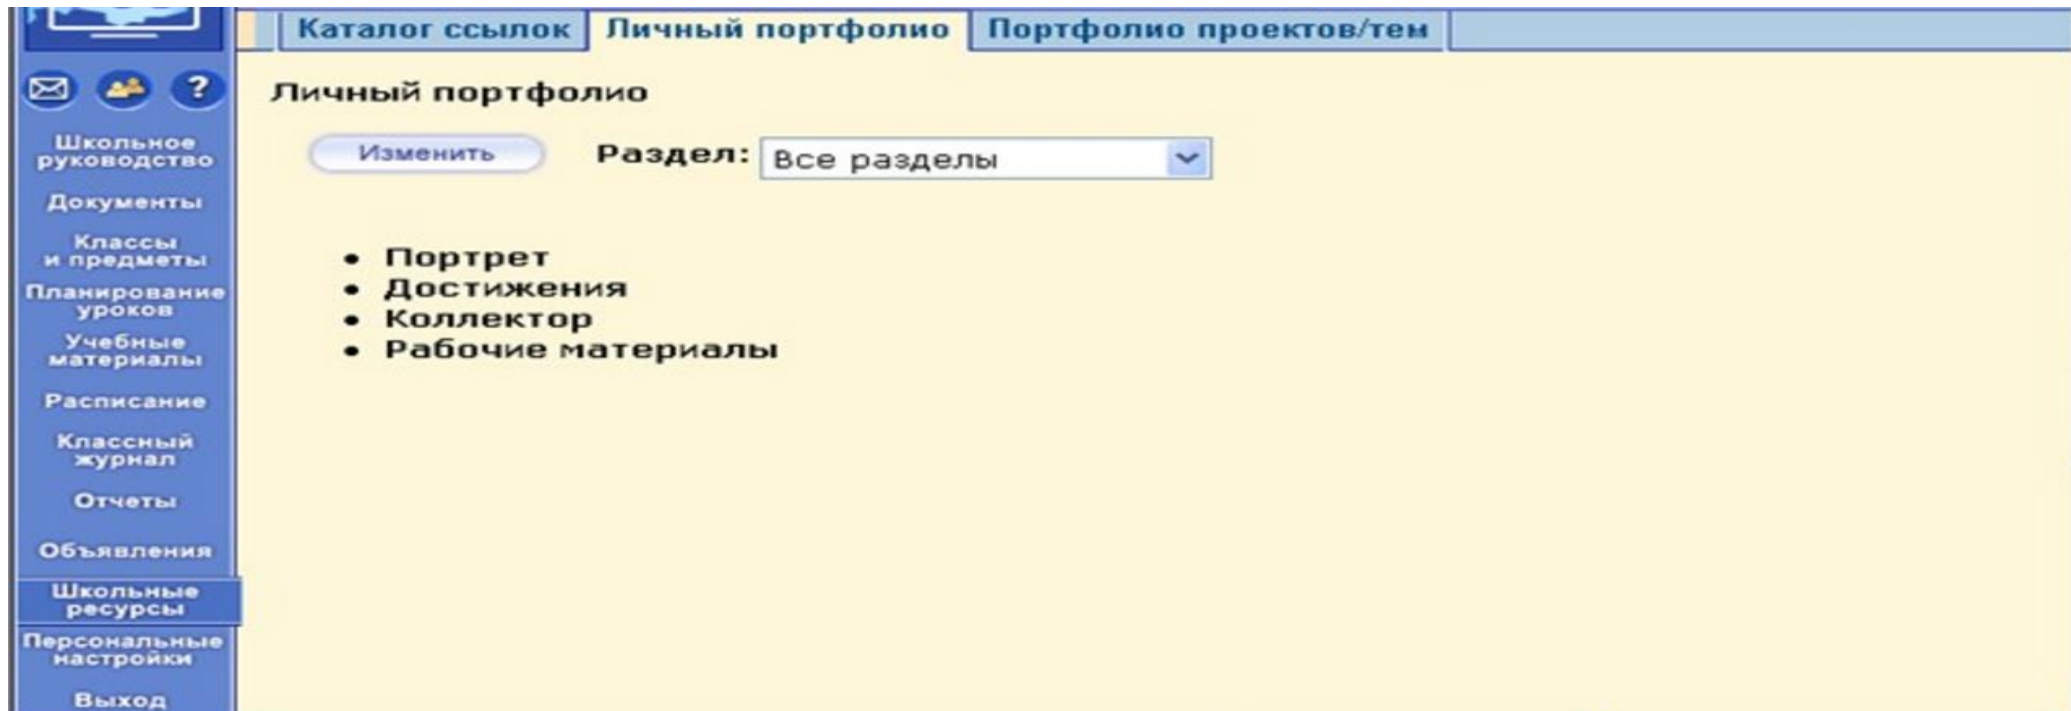 Каталог ссылок Личный портфолио Портфолио проектов/тем
?
Личный портфолио
Изменить Раздел: Все разделы
• Портрет
• Достижения
• Коллектор
• Рабочие материалы
Школьное
руководство
Документы
Классы
и предметы
Планирование
уроков
Учебные
материалы
Расписание
Классный
журнал
Отчеты
Объявления
Школьные
ресурсы
Персональные
настройки
Выход